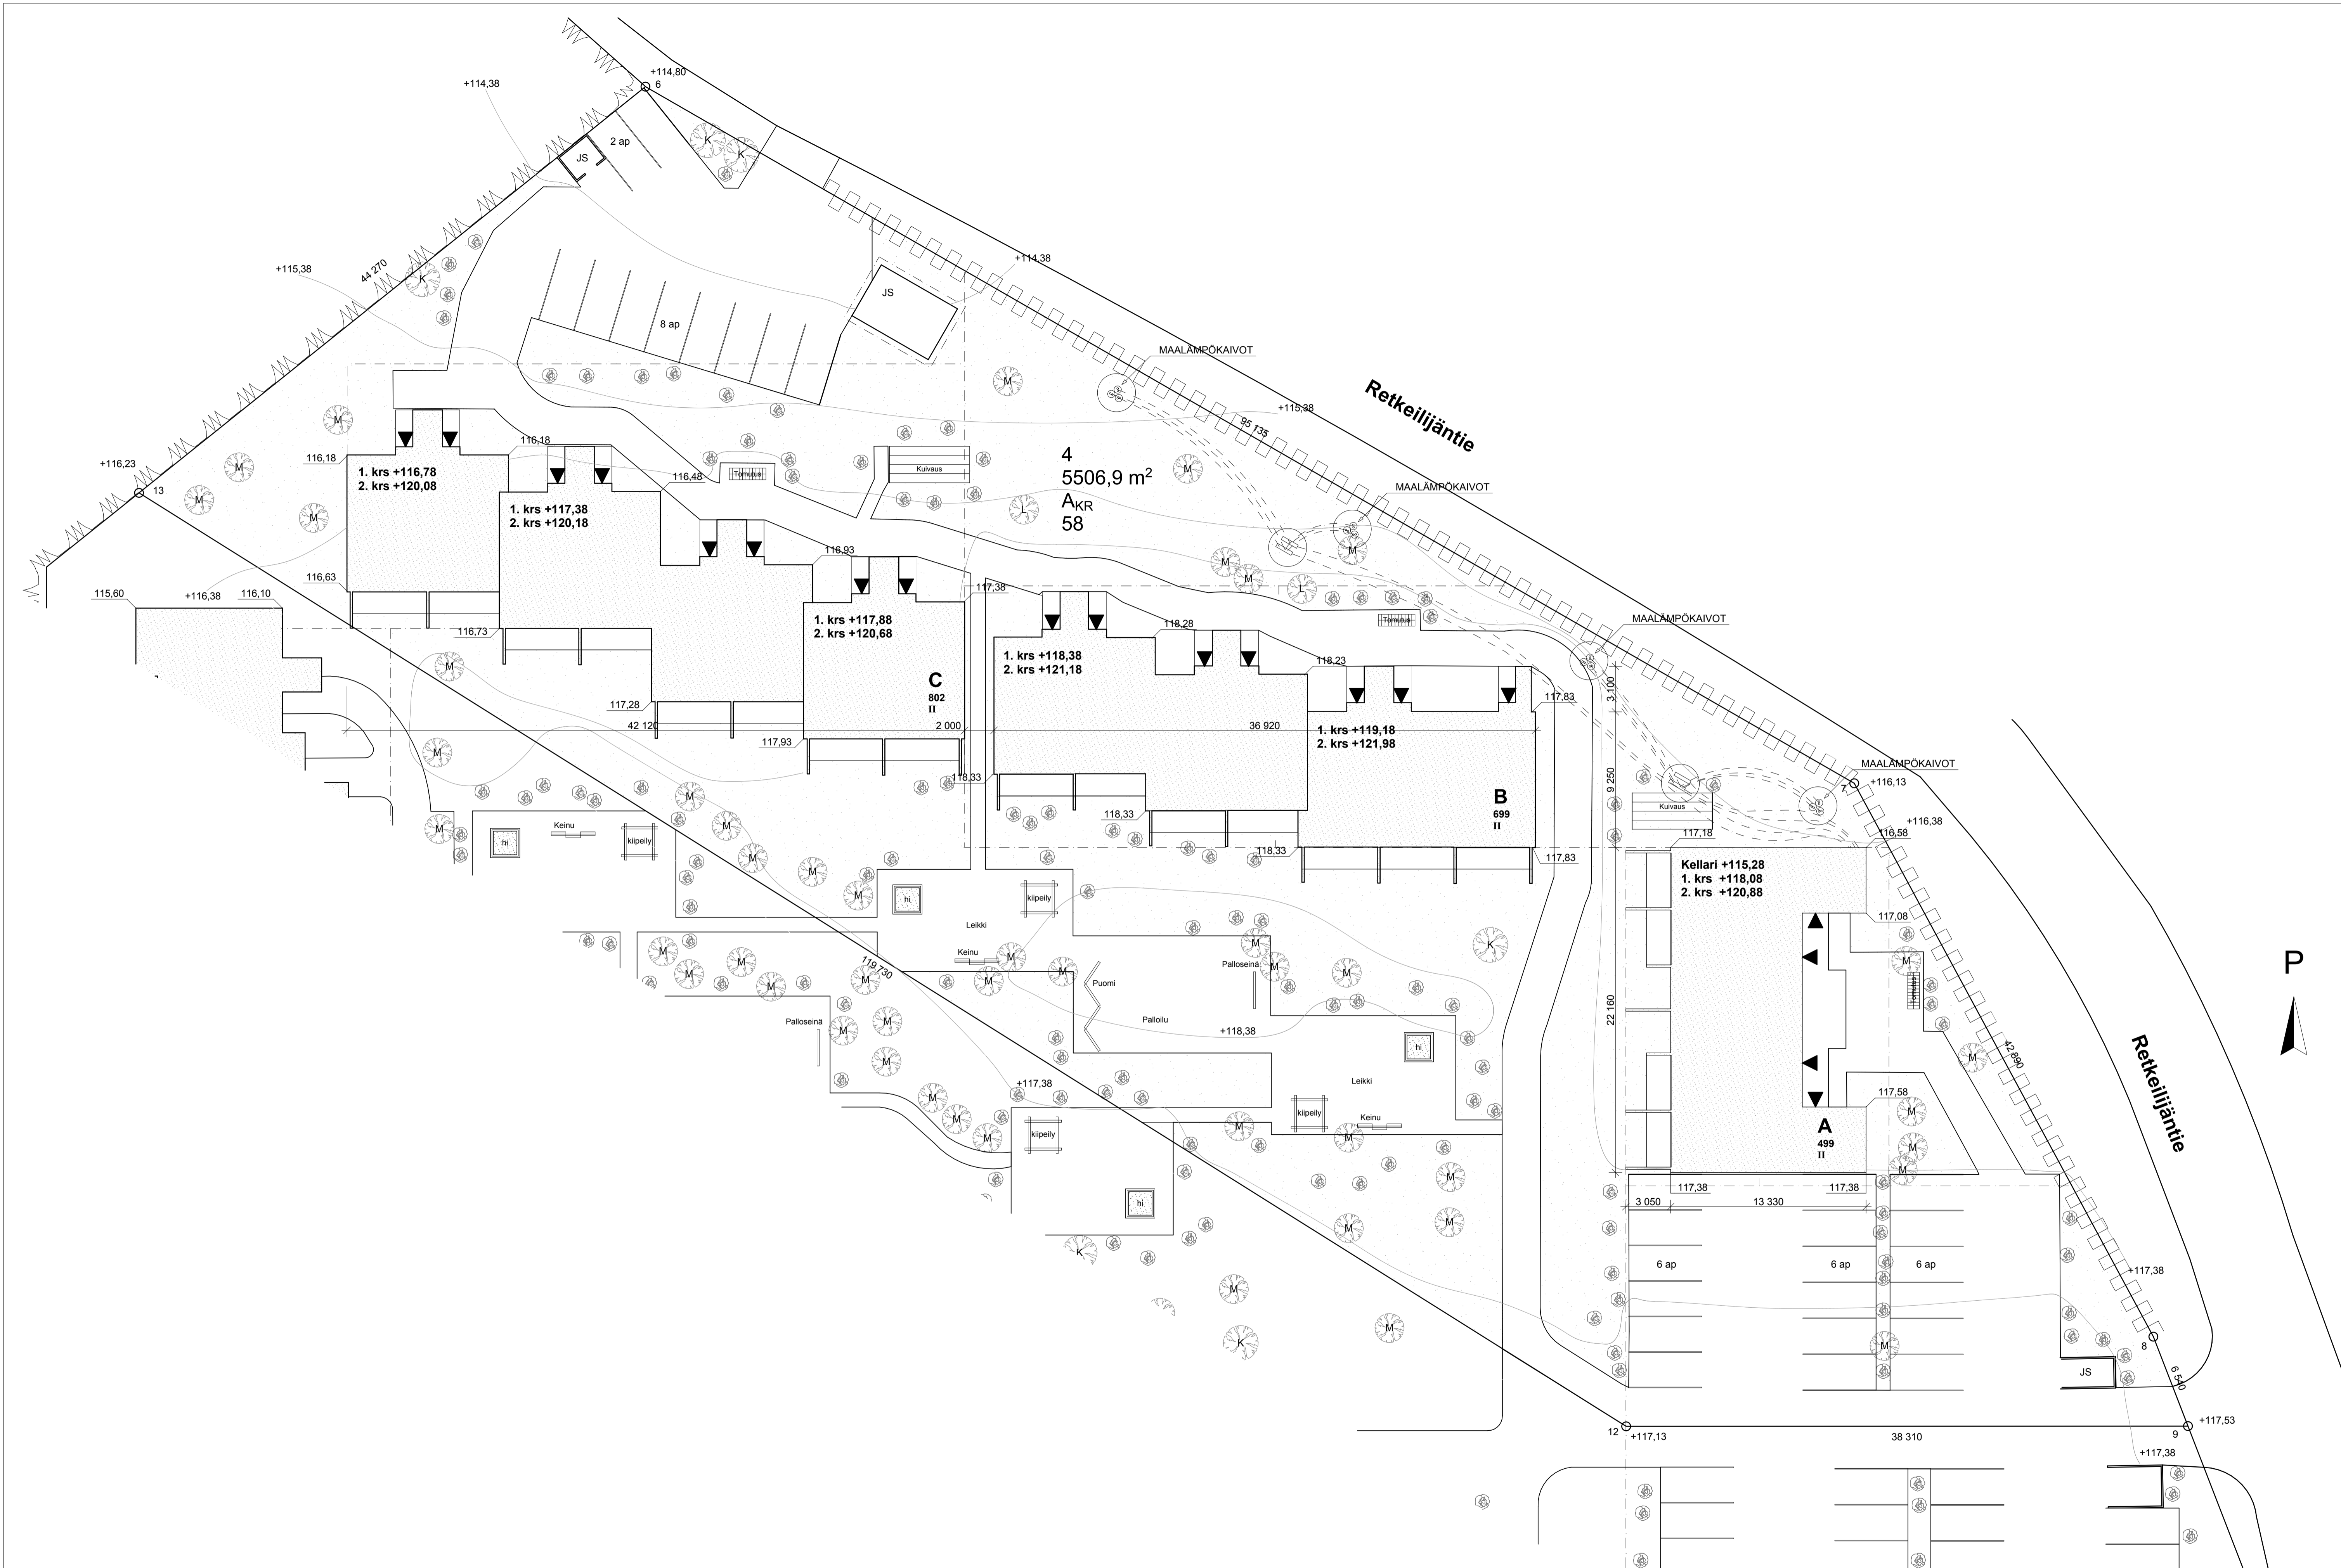 +114,80
6
+114,38
2 ap
JS
K
K
44 270
K
+115,38
+114,38
JS
8 ap
MAALÄMPÖKAIVOT
Retkeilijäntie
95 135
+115,38
M
M
M
M
M
+116,23
13
116,18
116,18
1. krs +116,78
2. krs +120,08
116,48
1. krs +117,38
2. krs +120,18
Tomutus
Kuivaus
4
5506,9 m²
AKR
58
M
L
MAALÄMPÖKAIVOT
M
M
M
L
116,93
116,63
115,60
+116,38
116,10
116,73
1. krs +117,88
2. krs +120,68
117,38
Tomutus
MAALÄMPÖKAIVOT
118,28
118,23
1. krs +118,38
2. krs +121,18
C
802
II
M
117,28
117,93
42 120
2 000
36 920
117,83
3 100
1. krs +119,18
2. krs +121,98
M
118,33
118,33
118,33
B
699
II
117,83
9 250
MAALÄMPÖKAIVOT
7
+116,13
Kuivaus
117,18
116,58
+116,38
M
M
M
M
M
M
hi
Keinu
kiipeily
hi
kiipeily
Leikki
Keinu
Kellari +115,28
1. krs +118,08
2. krs +120,88
117,08
P
M
Tomutus
M
M
M
M
M
119 730
M
M
M
M
M
M
M
K
Palloseinä
Puomi
Palloilu
+118,38
hi
22 160
42 890
Retkeilijäntie
M
Palloseinä
M
M
M
M
M
M
+117,38
Leikki
kiipeily
Keinu
kiipeily
M
M
M
117,58
A
499
II
M
M
M
hi
K
M
M
117,38
117,38
3 050
13 330
6 ap
6 ap
6 ap
+117,38
M
K
M
M
8
JS
6 540
12
+117,13
38 310
9
+117,53
+117,38